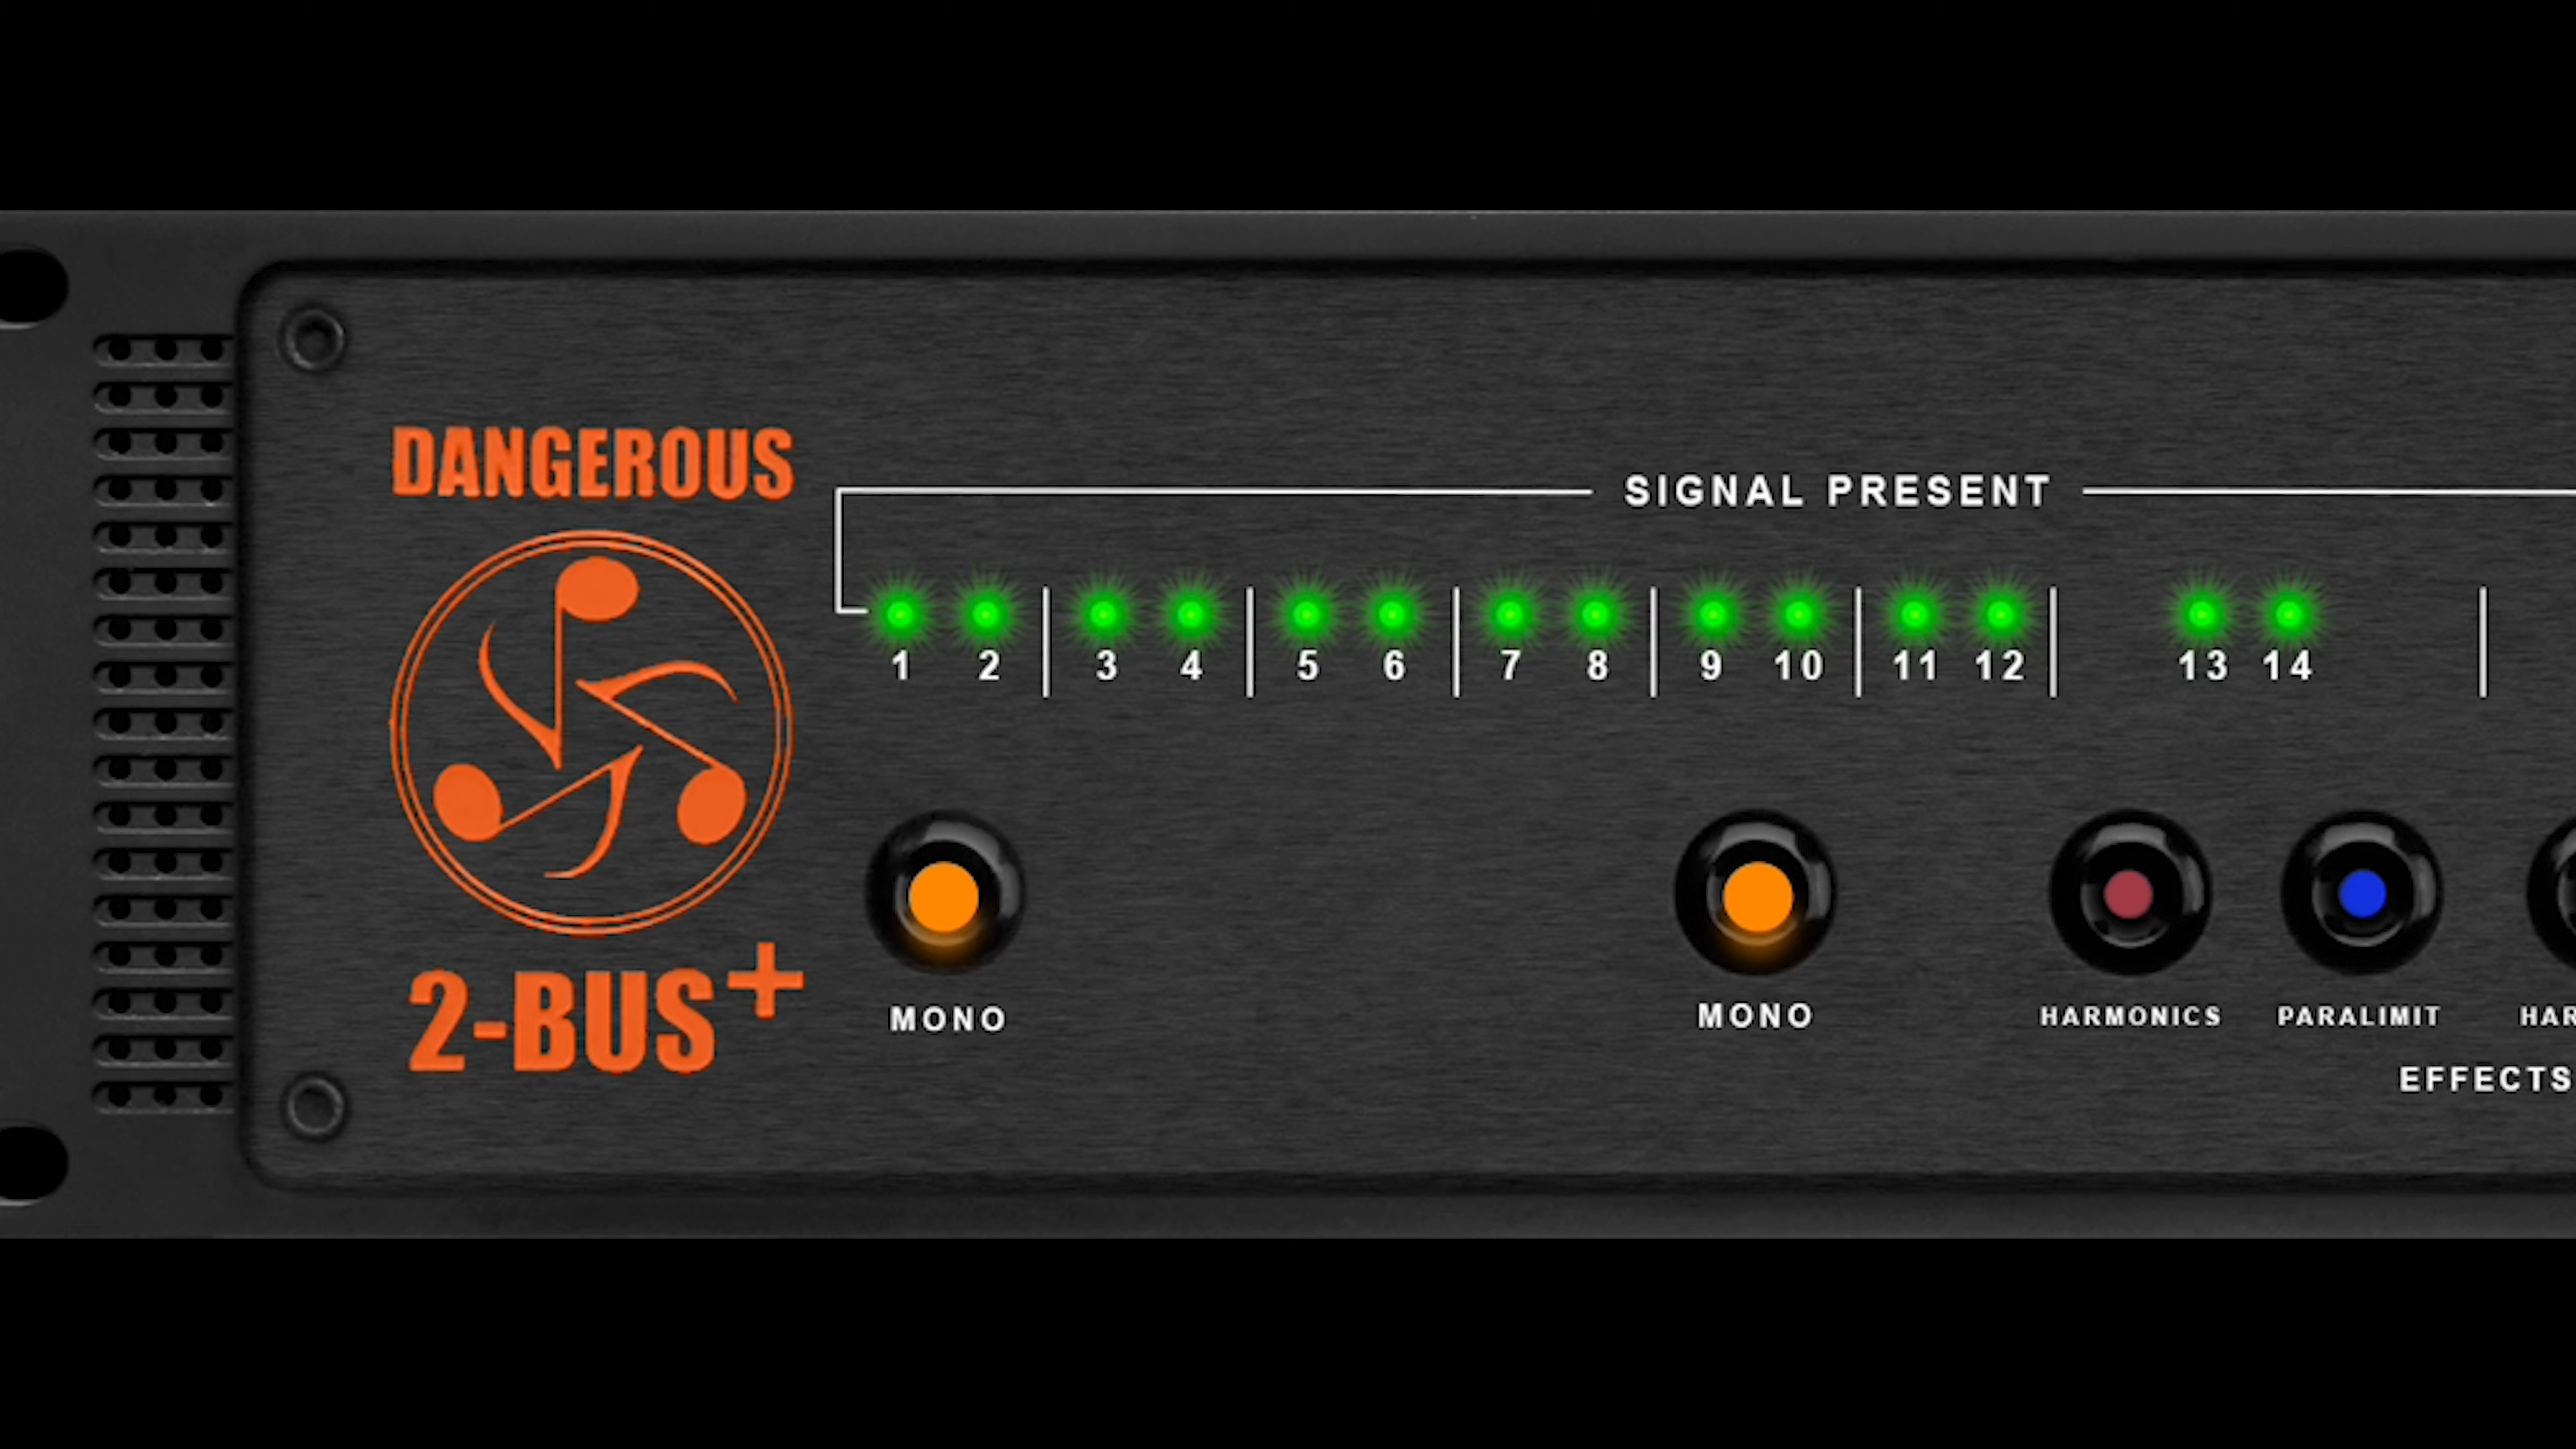 DANGEROUS
SIGNAL PRESENT
1 2 3 4 5 6 7 8 9 10 11 12 13 14
2-BUS+
MONO MONO HARMONICS PARALIMIT HAR
EFFECTS